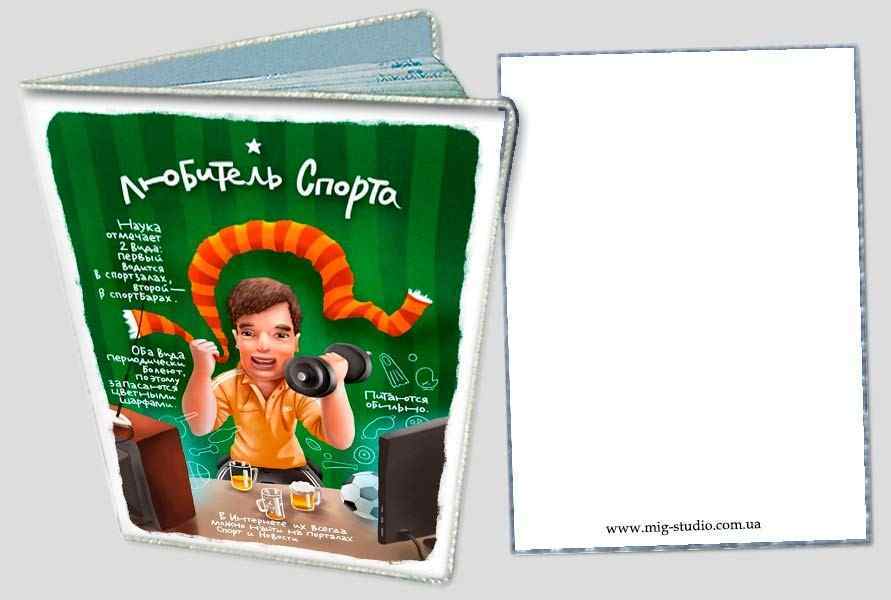 Любитель Спорта
Наука
отмечает
2 вида:
первый
водится
в спортзалах,
второй —
в спортбарах.
Оба вида
периодически
болеют,
поэтому
запасаются
цветными
шарфами.
Питаются
обильно.
В Интернете их всегда
можно найти на порталах
Спорт и Новости
www.mig-studio.com.ua